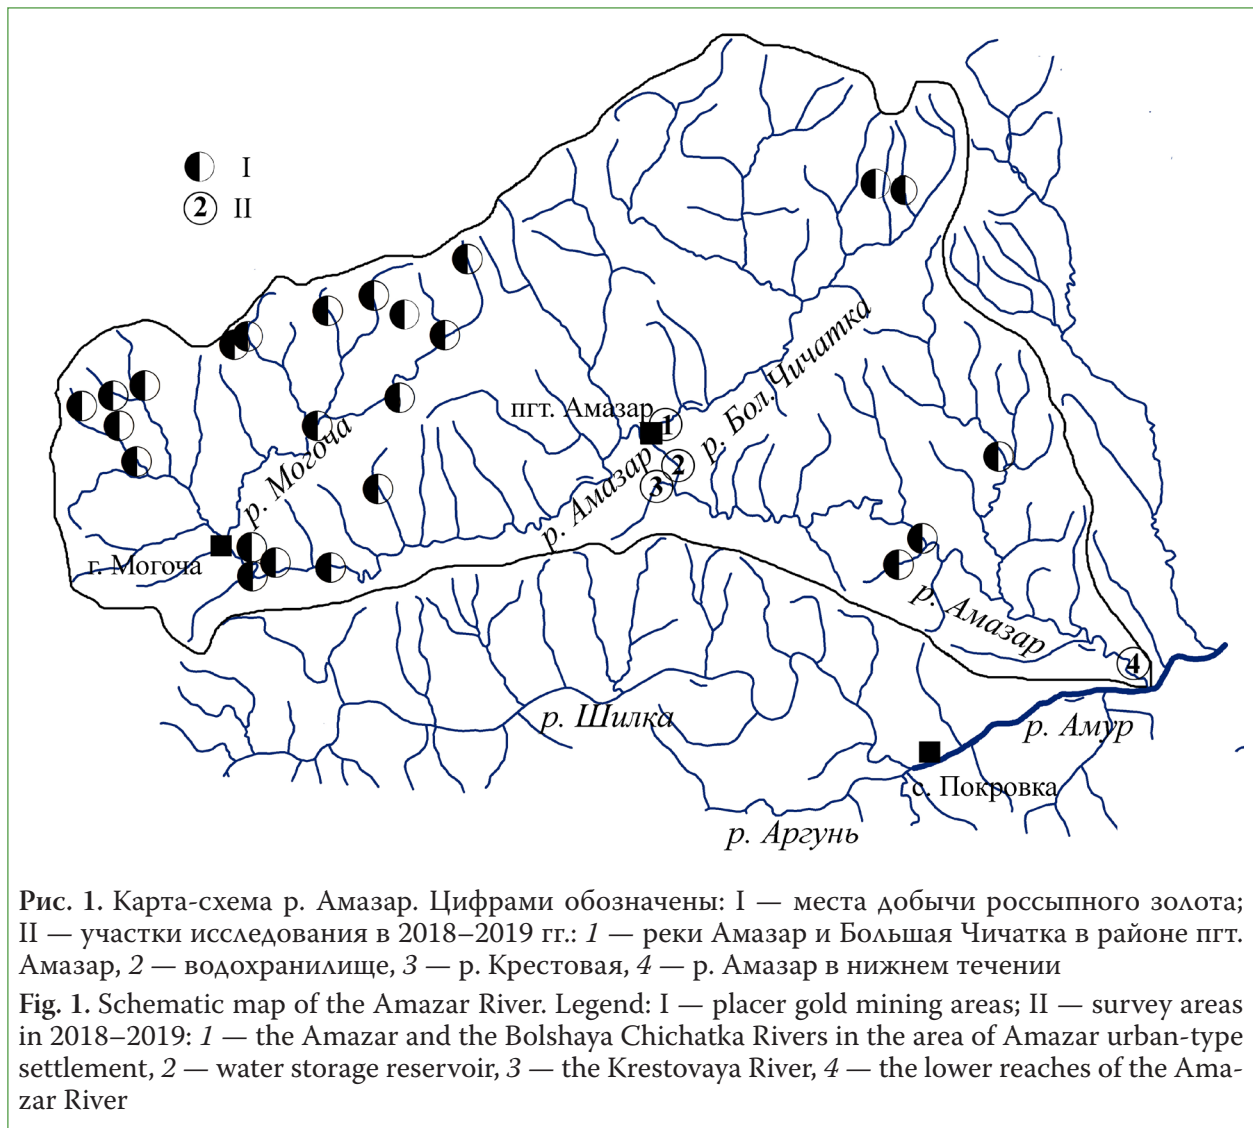 I
2 II
р. Бол. Чичатка
пгт. Амазар
1
р. Могоча
2
р. Амазар
3
г. Могоча
р. Амазар
4
р. Шилка
р. Амур
с. Покровка
р. Аргунь
Рис. 1. Карта-схема р. Амазар. Цифрами обозначены: I — места добычи россыпного золота;
II — участки исследования в 2018–2019 гг.: 1 — реки Амазар и Большая Чичатка в районе пгт.
Амазар, 2 — водохранилище, 3 — р. Крестовая, 4 — р. Амазар в нижнем течении
Fig. 1. Schematic map of the Amazar River. Legend: I — placer gold mining areas; II — survey areas
in 2018–2019: 1 — the Amazar and the Bolshaya Chichatka Rivers in the area of Amazar urban-type
settlement, 2 — water storage reservoir, 3 — the Krestovaya River, 4 — the lower reaches of the Ama-
zar River